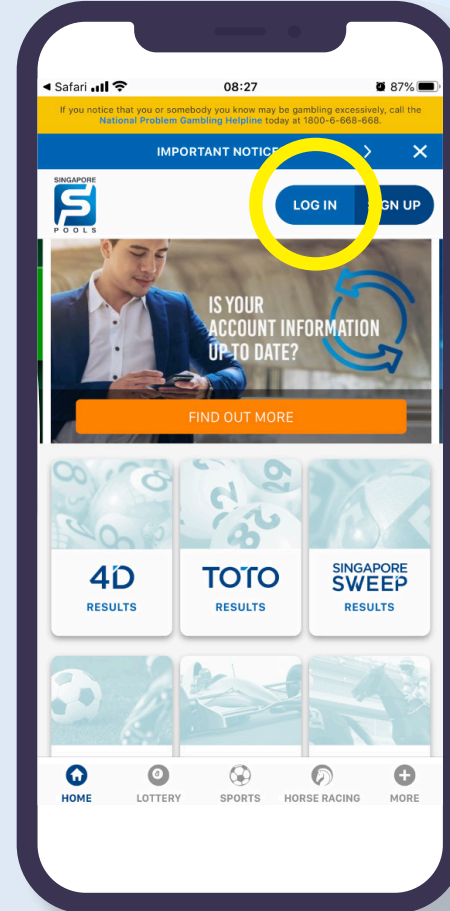 ◄ Safari 08:27 87%
If you notice that you or somebody you know may be gambling excessively, call the
National Problem Gambling Helpline today at 1800-6-668-668.
IMPORTANT NOTICE
SINGAPORE
POOLS
LOG IN SIGN UP
IS YOUR
ACCOUNT INFORMATION
UP TO DATE?
FIND OUT MORE
4D TOTO SINGAPORE
SWEEP
RESULTS RESULTS RESULTS
HOME LOTTERY SPORTS HORSE RACING MORE